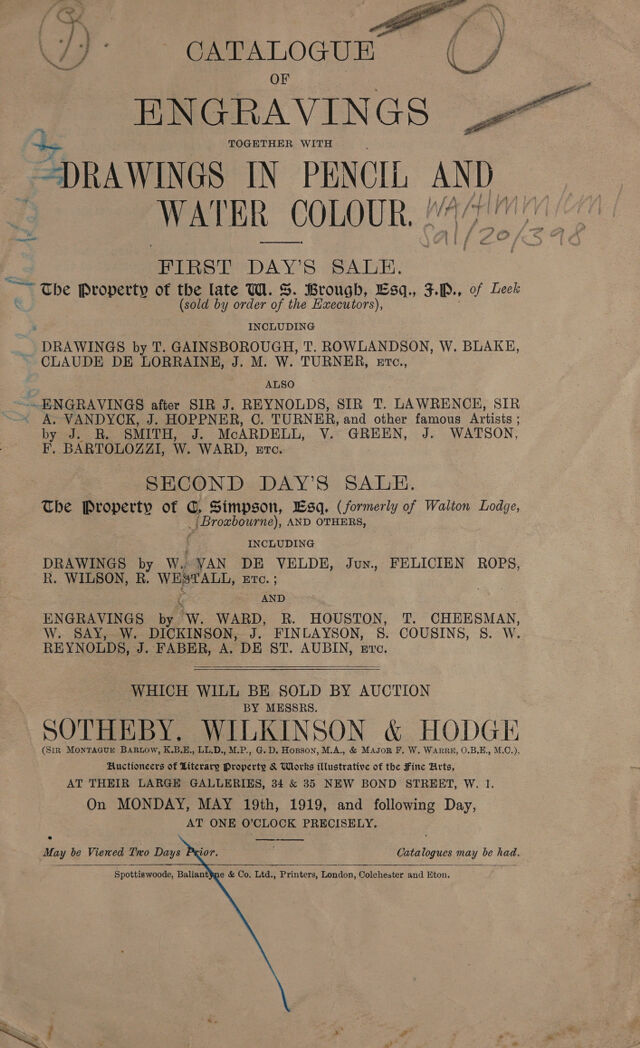 CATALOGUE
OF
ENGRAVINGS
TOGETHER WITH
DRAWINGS IN PENCIL AND
WATER COLOUR.
WA/HMM/CM/
Sal/20/398
FIRST DAY'S SALE.
The Property of the late W. S. Brough, Esq., J.P., of Leek
(sold by order of the Executors),
INCLUDING
DRAWINGS by T. GAINSBOROUGH, T. ROWLANDSON, W. BLAKE,
CLAUDE DE LORRAINE, J. M. W. TURNER, ETC.,
ALSO
ENGRAVINGS after SIR J. REYNOLDS, SIR T. LAWRENCE, SIR
A. VANDYCK, J. HOPPNER, C. TURNER, and other famous Artists;
by J. R. SMITH, J. McARDELL, V. GREEN, J. WATSON,
F. BARTOLOZZI, W. WARD, ETC.
SECOND DAY'S SALE.
The Property of C. Simpson, Esq. (formerly of Walton Lodge,
Broxbourne), AND OTHERS,
INCLUDING
DRAWINGS by W. VAN DE VELDE, Jun., FELICIEN ROPS,
R. WILSON, R. WESTALL, ETC.;
AND
ENGRAVINGS by W. WARD, R. HOUSTON, T. CHEESMAN,
W. SAY, W. DICKINSON, J. FINLAYSON, S. COUSINS, S. W.
REYNOLDS, J. FABER, A. DE ST. AUBIN, ETC.
WHICH WILL BE SOLD BY AUCTION
BY MESSRS.
SOTHEBY, WILKINSON & HODGE
(SIR MONTAGUE BARLOW, K.B.E., LL.D., M.P., G. D. HOBSON, M.A., & MAJOR F. W. WARRE, O.B.E., M.C.),
Auctioneers of Literary Property & Works illustrative of the Fine Arts,
AT THEIR LARGE GALLERIES, 34 & 35 NEW BOND STREET, W. 1.
On MONDAY, MAY 19th, 1919, and following Day,
AT ONE O'CLOCK PRECISELY.
May be Viewed Two Days Prior. Catalogues may be had.
Spottiswoode, Ballantyne & Co. Ltd., Printers, London, Colchester and Eton.